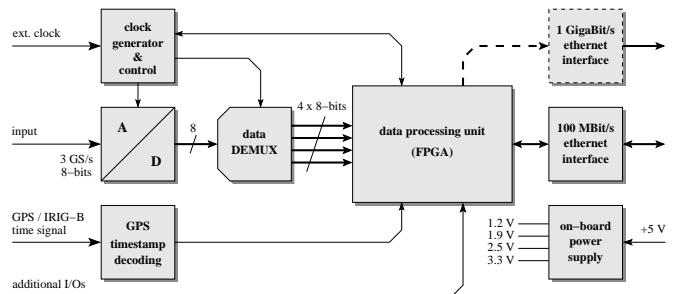 ext. clock
clock
generator
&
control
1 GigaBit/s
ethernet
interface
input
3 GS/s
8−bits
A
D
8
data
DEMUX
4 x 8−bits
data processing unit
(FPGA)
100 MBit/s
ethernet
interface
GPS / IRIG−B
time signal
GPS
timestamp
decoding
1.2 V
1.9 V
2.5 V
3.3 V
on−board
power
supply
+5 V
additional I/Os